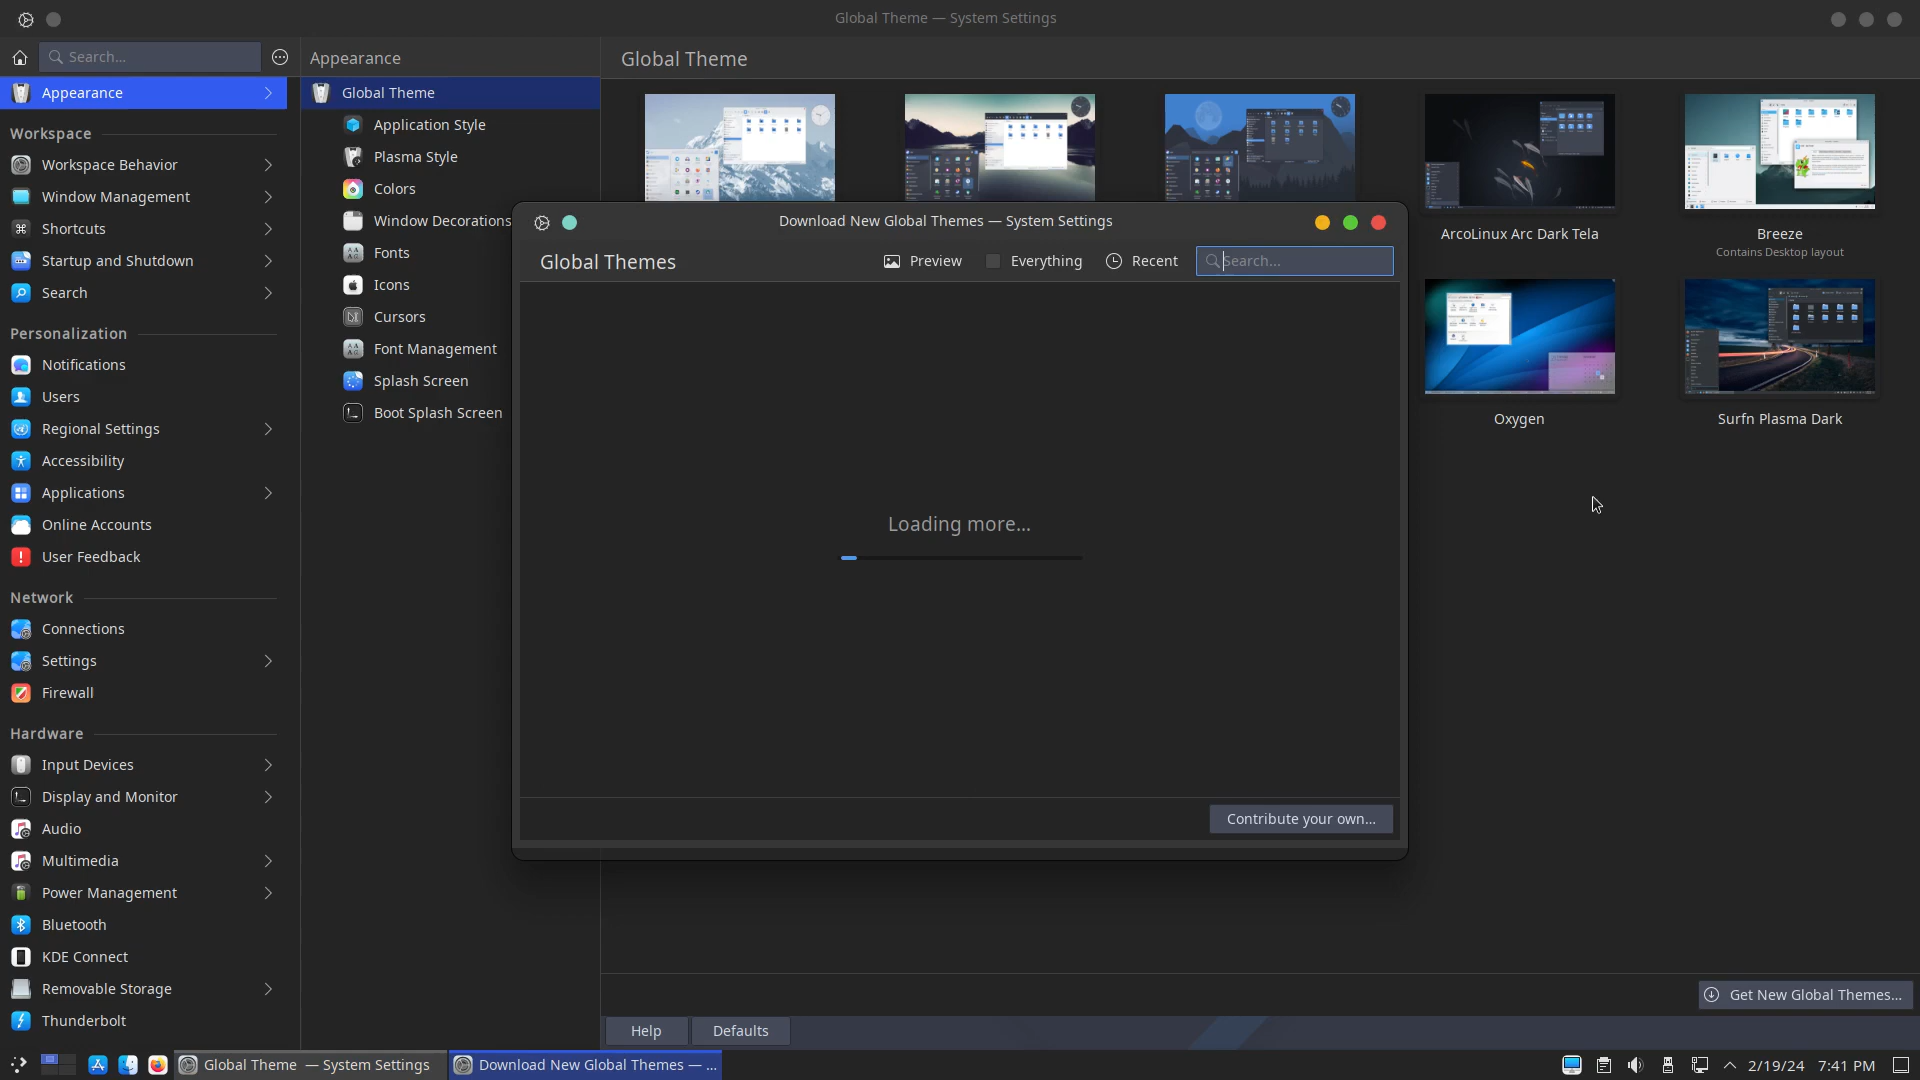 Global Theme — System Settings
Search...
Appearance
Global Theme
Appearance
Workspace
Workspace Behavior
Window Management
Shortcuts
Startup and Shutdown
Search
Personalization
Notifications
Users
Regional Settings
Accessibility
Applications
Online Accounts
User Feedback
Network
Connections
Settings
Firewall
Hardware
Input Devices
Display and Monitor
Audio
Multimedia
Power Management
Bluetooth
KDE Connect
Removable Storage
Thunderbolt
Global Theme
Application Style
Plasma Style
Colors
Window Decorations
Fonts
Icons
Cursors
Font Management
Splash Screen
Boot Splash Screen
ArcoLinux Arc Dark Tela
Breeze
Contains Desktop layout
Oxygen
Surfn Plasma Dark
Download New Global Themes — System Settings
Global Themes
Preview
Everything
Recent
Search...
Loading more...
Contribute your own...
Get New Global Themes...
Help
Defaults
Global Theme — System Settings
Download New Global Themes — ...
2/19/24
7:41 PM